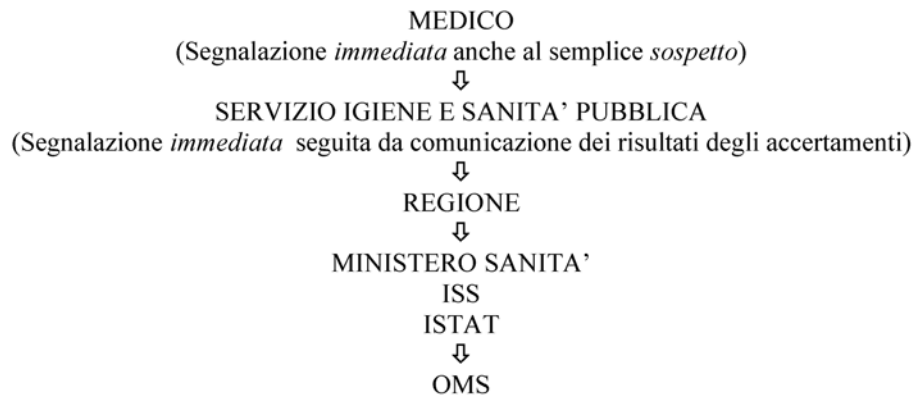 MEDICO
(Segnalazione immediata anche al semplice sospetto)
⇩
SERVIZIO IGIENE E SANITA’ PUBBLICA
(Segnalazione immediata seguita da comunicazione dei risultati degli accertamenti)
⇩
REGIONE
⇩
MINISTERO SANITA’
ISS
ISTAT
⇩
OMS